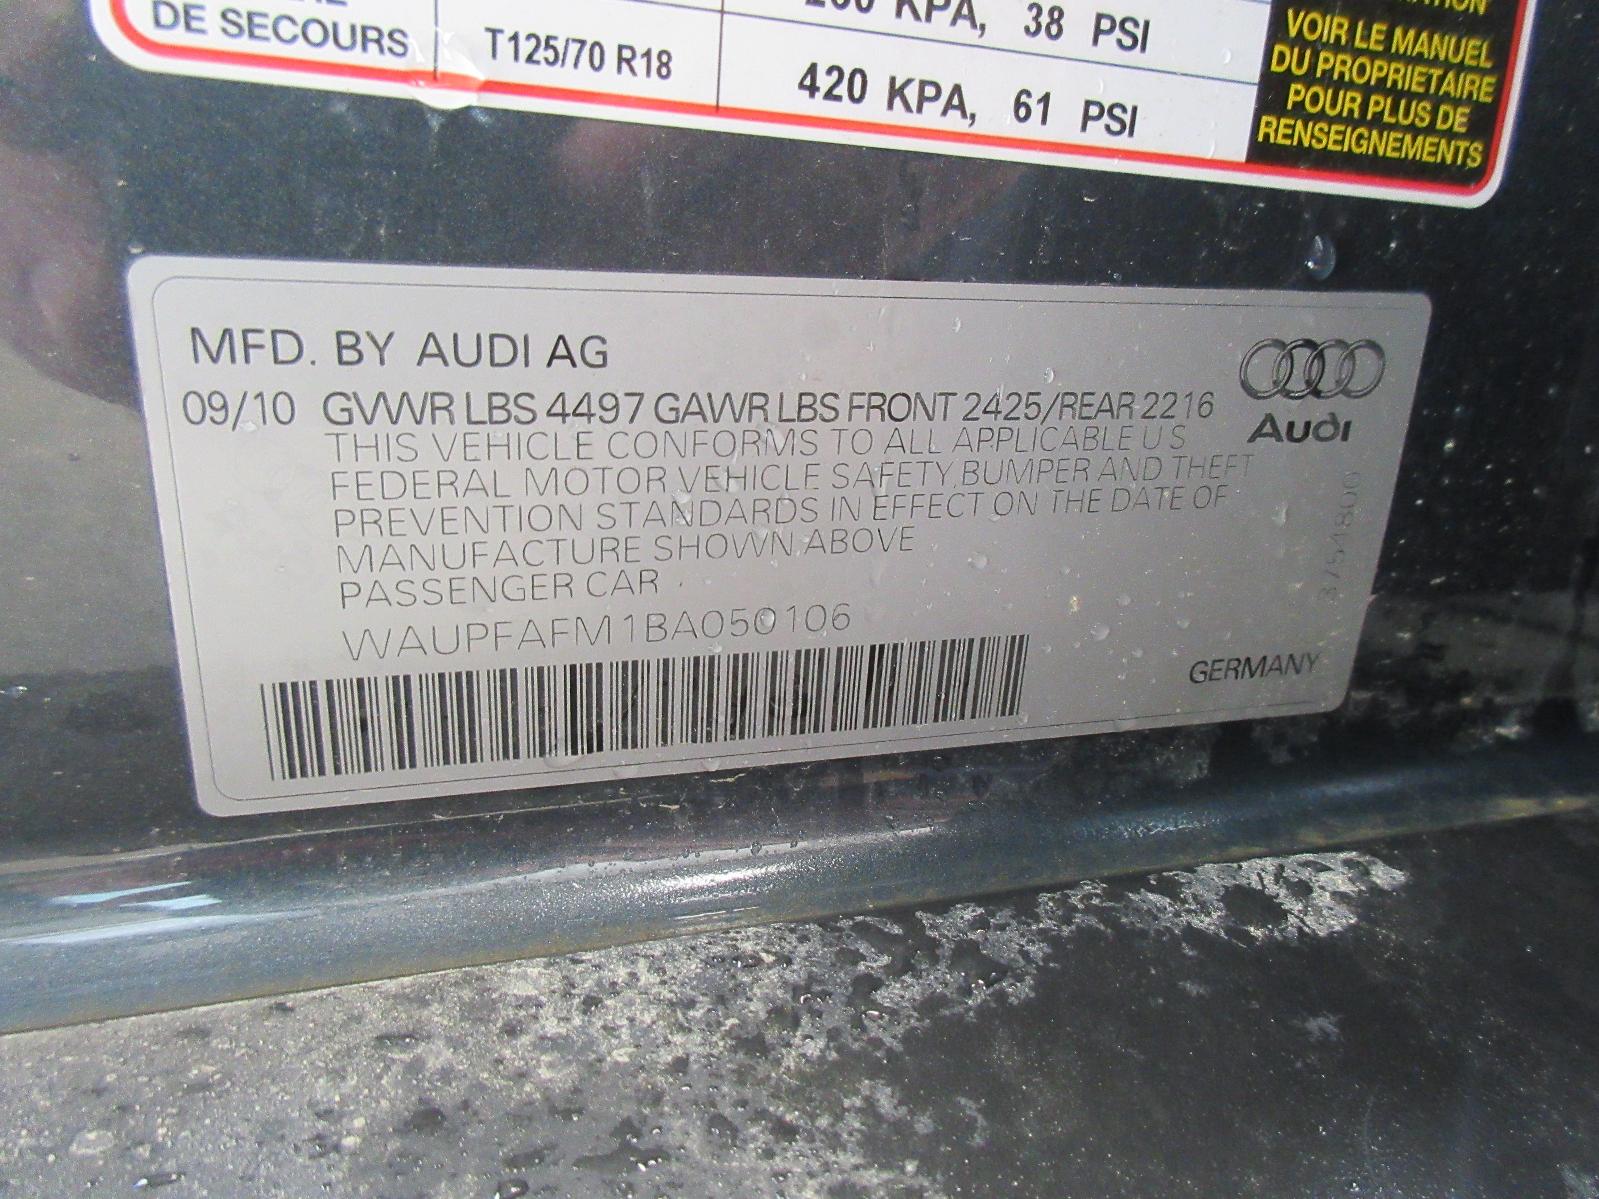 DE SECOURS T125/70 R18 420 KPA, 61 PSI
KPA, 38 PSI
VOIR LE MANUEL
DU PROPRIETAIRE
POUR PLUS DE
RENSEIGNEMENTS
MFD. BY AUDI AG
09/10 GVWR LBS 4497 GAWR LBS FRONT 2425/REAR 2216
Audi
THIS VEHICLE CONFORMS TO ALL APPLICABLE U S
FEDERAL MOTOR VEHICLE SAFETY, BUMPER AND THEFT
PREVENTION STANDARDS IN EFFECT ON THE DATE OF
MANUFACTURE SHOWN ABOVE
PASSENGER CAR
WAUPFAFM1BA050106
GERMANY